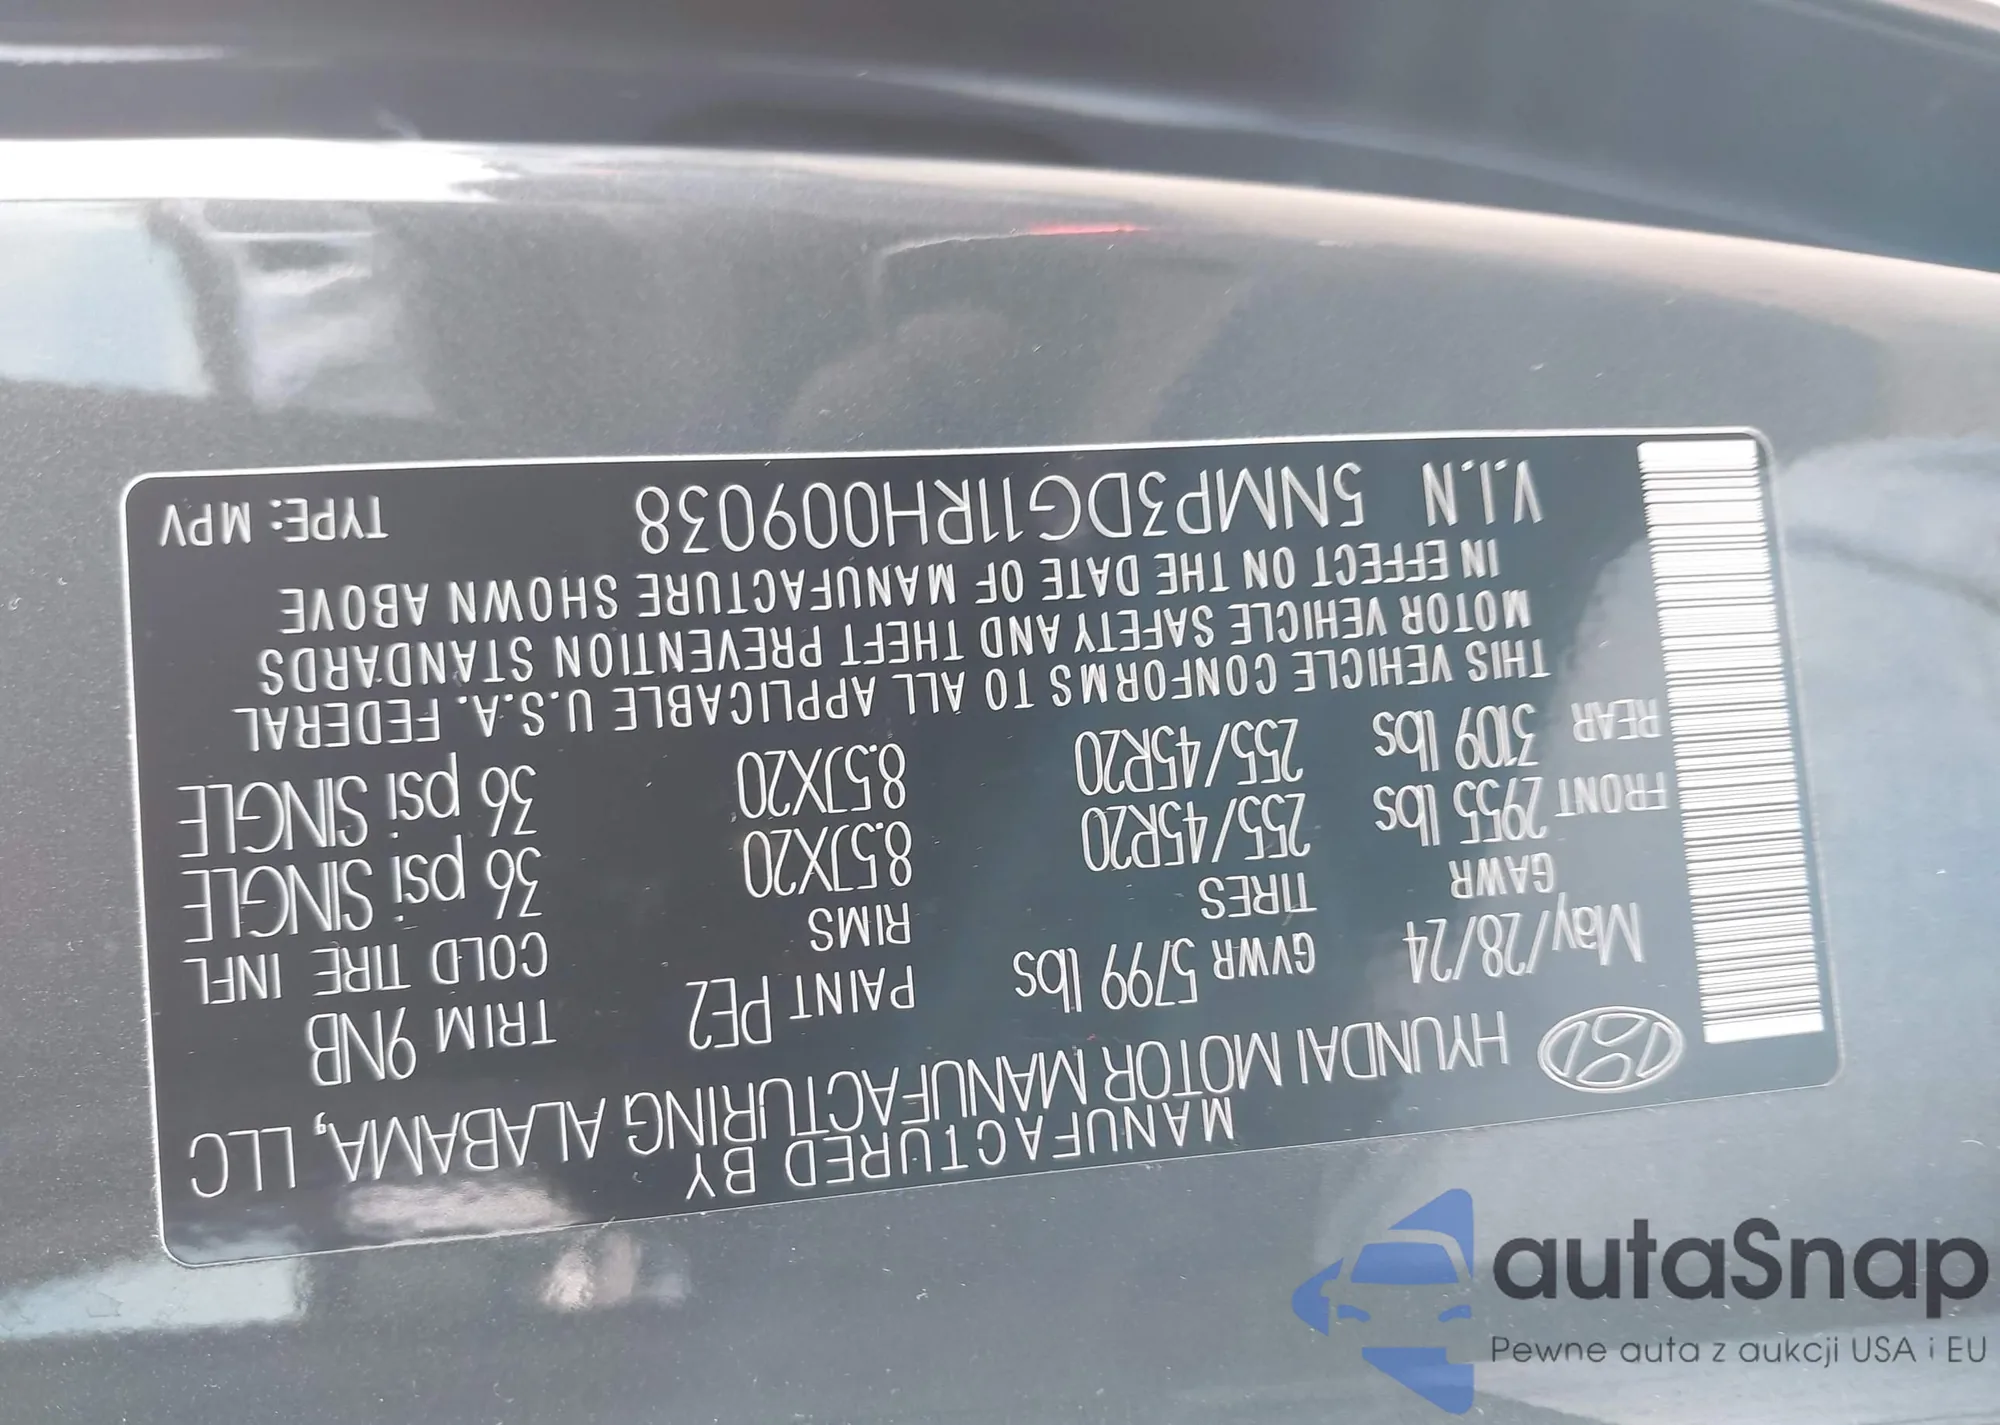 MANUFACTURED BY
HYUNDAI MOTOR MANUFACTURING ALABAMA, LLC
May/28/24 GVWR 5799 lbs PAINT PE2 TRIM 9NB
GAWR TIRES RIMS COLD TIRE INFL
FRONT 2955 lbs 255/45R20 8.5JX20 36 psi SINGLE
REAR 3109 lbs 255/45R20 8.5JX20 36 psi SINGLE
THIS VEHICLE CONFORMS TO ALL APPLICABLE U.S.A. FEDERAL
MOTOR VEHICLE SAFETY AND THEFT PREVENTION STANDARDS
IN EFFECT ON THE DATE OF MANUFACTURE SHOWN ABOVE
V.I.N 5NMP3DG11RH009038 TYPE: MPV
autaSnap
Pewne auta z aukcji USA i EU